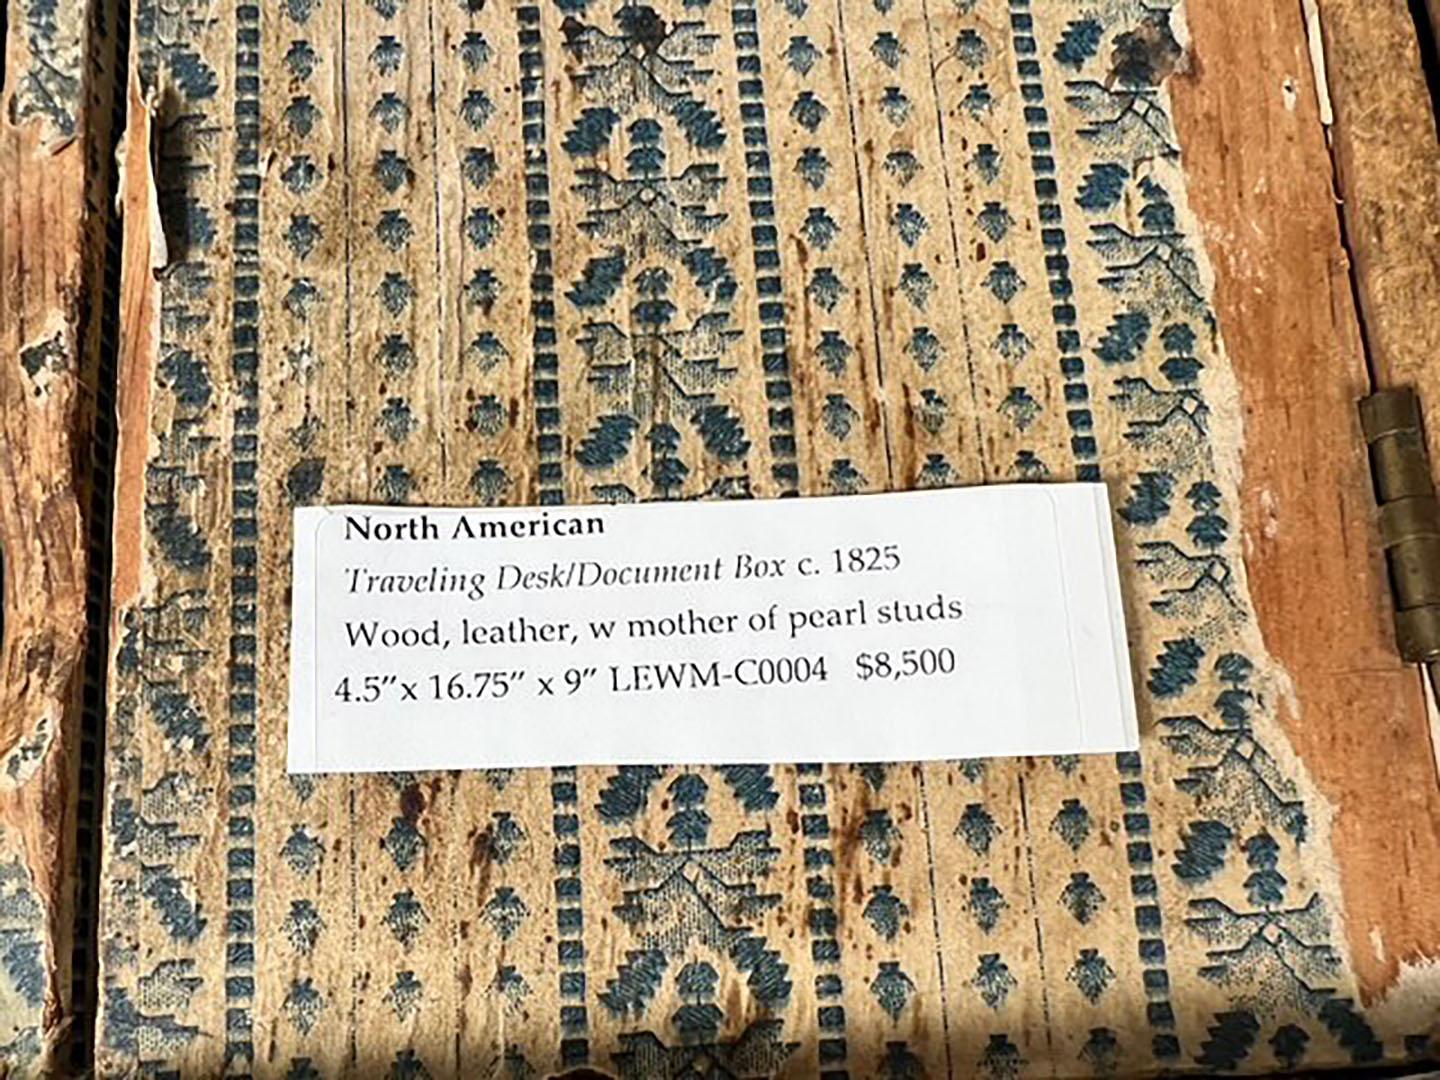 North American
Traveling Desk/Document Box c. 1825
Wood, leather, w mother of pearl studs
4.5”x 16.75” x 9” LEWM-C0004 $8,500